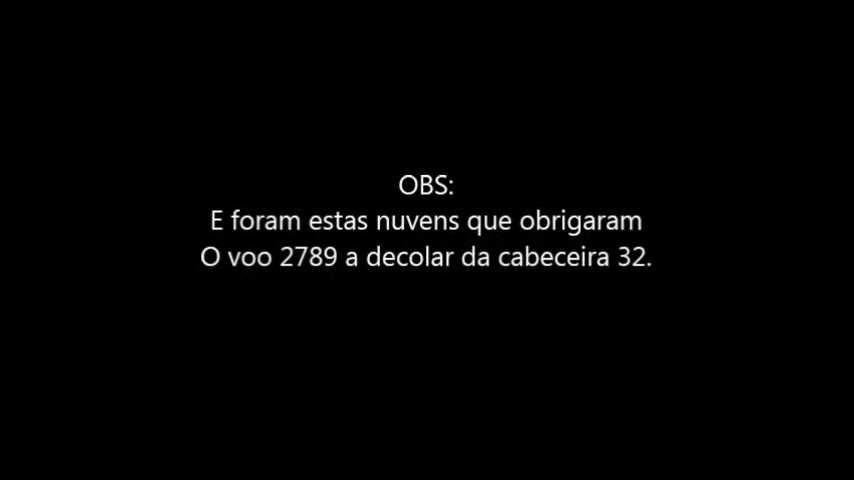 OBS:
E foram estas nuvens que obrigaram
O voo 2789 a decolar da cabeceira 32.